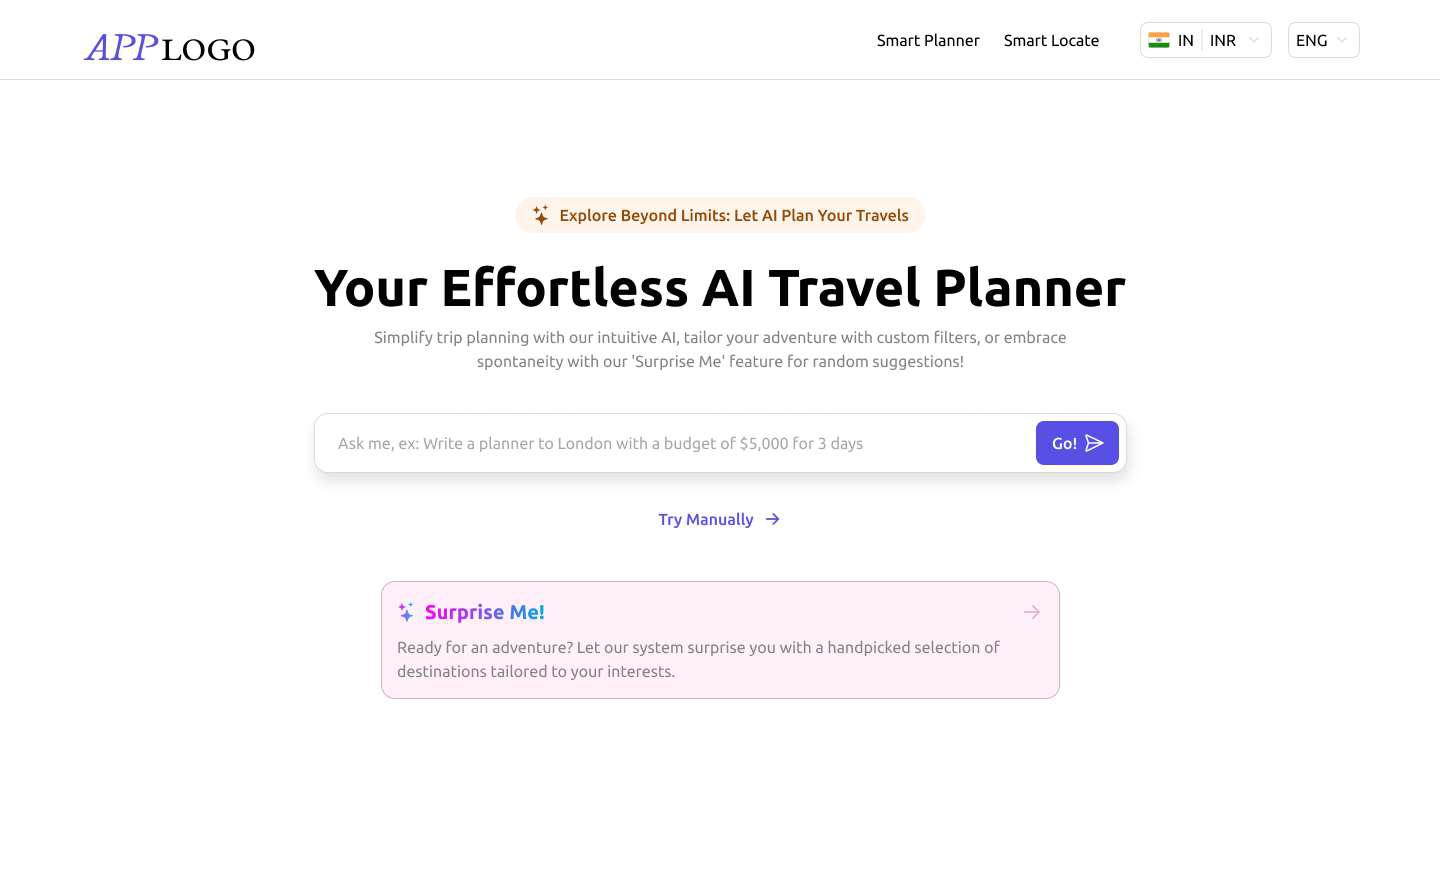 APP LOGO
Smart Planner
Smart Locate
IN
INR
ENG
Explore Beyond Limits: Let AI Plan Your Travels
Your Effortless AI Travel Planner
Simplify trip planning with our intuitive AI, tailor your adventure with custom filters, or embrace
spontaneity with our 'Surprise Me' feature for random suggestions!
Ask me, ex: Write a planner to London with a budget of $5,000 for 3 days
Go!
Try Manually
Surprise Me!
Ready for an adventure? Let our system surprise you with a handpicked selection of
destinations tailored to your interests.